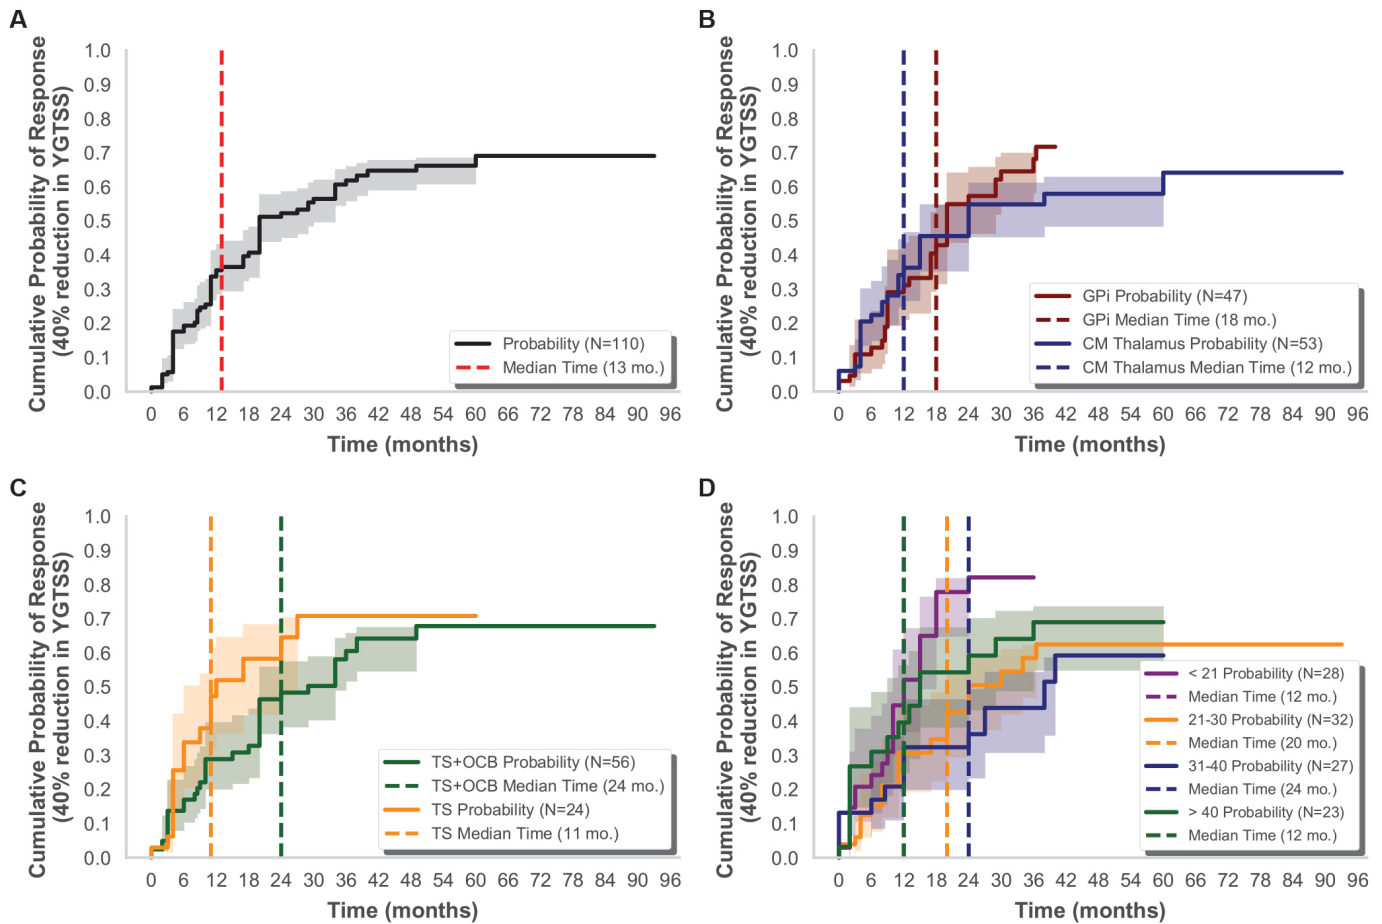 A
Cumulative Probability of Response
(40% reduction in YGTSS)
1.0
0.9
0.8
0.7
0.6
0.5
0.4
0.3
0.2
0.1
0.0
Probability (N=110)
Median Time (13 mo.)
0 6 12 18 24 30 36 42 48 54 60 66 72 78 84 90 96
Time (months)
B
Cumulative Probability of Response
(40% reduction in YGTSS)
1.0
0.9
0.8
0.7
0.6
0.5
0.4
0.3
0.2
0.1
0.0
GPi Probability (N=47)
GPi Median Time (18 mo.)
CM Thalamus Probability (N=53)
CM Thalamus Median Time (12 mo.)
0 6 12 18 24 30 36 42 48 54 60 66 72 78 84 90 96
Time (months)
C
Cumulative Probability of Response
(40% reduction in YGTSS)
1.0
0.9
0.8
0.7
0.6
0.5
0.4
0.3
0.2
0.1
0.0
TS+OCB Probability (N=56)
TS+OCB Median Time (24 mo.)
TS Probability (N=24)
TS Median Time (11 mo.)
0 6 12 18 24 30 36 42 48 54 60 66 72 78 84 90 96
Time (months)
D
Cumulative Probability of Response
(40% reduction in YGTSS)
1.0
0.9
0.8
0.7
0.6
0.5
0.4
0.3
0.2
0.1
0.0
< 21 Probability (N=28)
Median Time (12 mo.)
21-30 Probability (N=32)
Median Time (20 mo.)
31-40 Probability (N=27)
Median Time (24 mo.)
> 40 Probability (N=23)
Median Time (12 mo.)
0 6 12 18 24 30 36 42 48 54 60 66 72 78 84 90 96
Time (months)